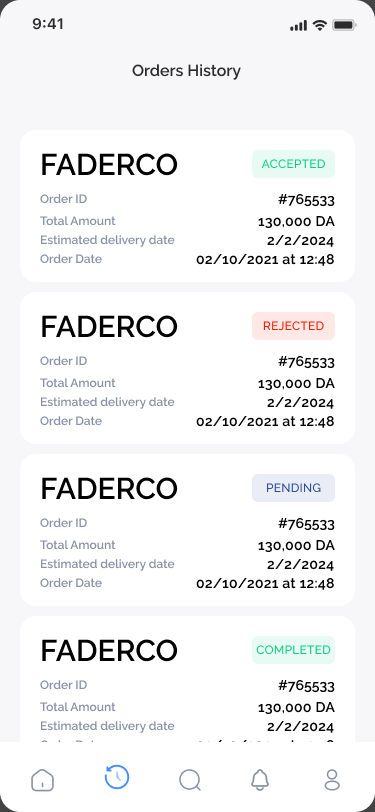 9:41
Orders History
FADERCO ACCEPTED
Order ID #765533
Total Amount 130,000 DA
Estimated delivery date 2/2/2024
Order Date 02/10/2021 at 12:48
FADERCO REJECTED
Order ID #765533
Total Amount 130,000 DA
Estimated delivery date 2/2/2024
Order Date 02/10/2021 at 12:48
FADERCO PENDING
Order ID #765533
Total Amount 130,000 DA
Estimated delivery date 2/2/2024
Order Date 02/10/2021 at 12:48
FADERCO COMPLETED
Order ID #765533
Total Amount 130,000 DA
Estimated delivery date 2/2/2024